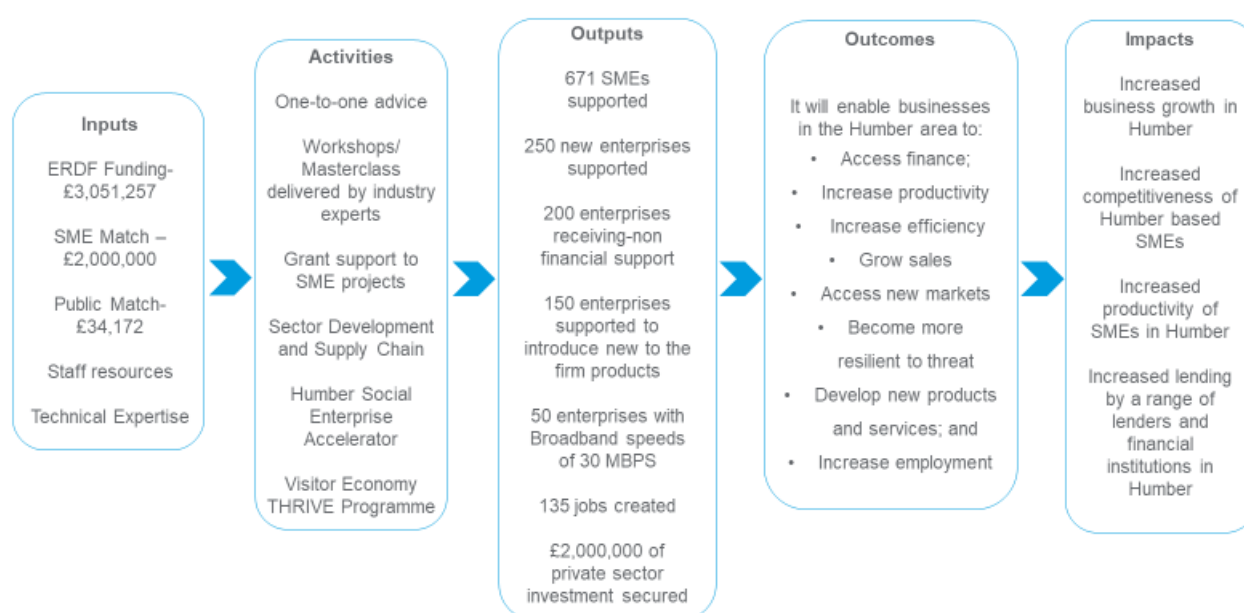 Inputs
ERDF Funding-
£3,051,257
SME Match –
£2,000,000
Public Match-
£34,172
Staff resources
Technical Expertise
Activities
One-to-one advice
Workshops/
Masterclass
delivered by industry
experts
Grant support to
SME projects
Sector Development
and Supply Chain
Humber Social
Enterprise
Accelerator
Visitor Economy
THRIVE Programme
Outputs
671 SMEs
supported
250 new enterprises
supported
200 enterprises
receiving-non
financial support
150 enterprises
supported to
introduce new to the
firm products
50 enterprises with
Broadband speeds
of 30 MBPS
135 jobs created
£2,000,000 of
private sector
investment secured
Outcomes
It will enable businesses
in the Humber area to:
• Access finance;
• Increase productivity
• Increase efficiency
• Grow sales
• Access new markets
• Become more
resilient to threat
• Develop new products
and services; and
• Increase employment
Impacts
Increased
business growth in
Humber
Increased
competitiveness of
Humber based
SMEs
Increased
productivity of
SMEs in Humber
Increased lending
by a range of
lenders and
financial
institutions in
Humber